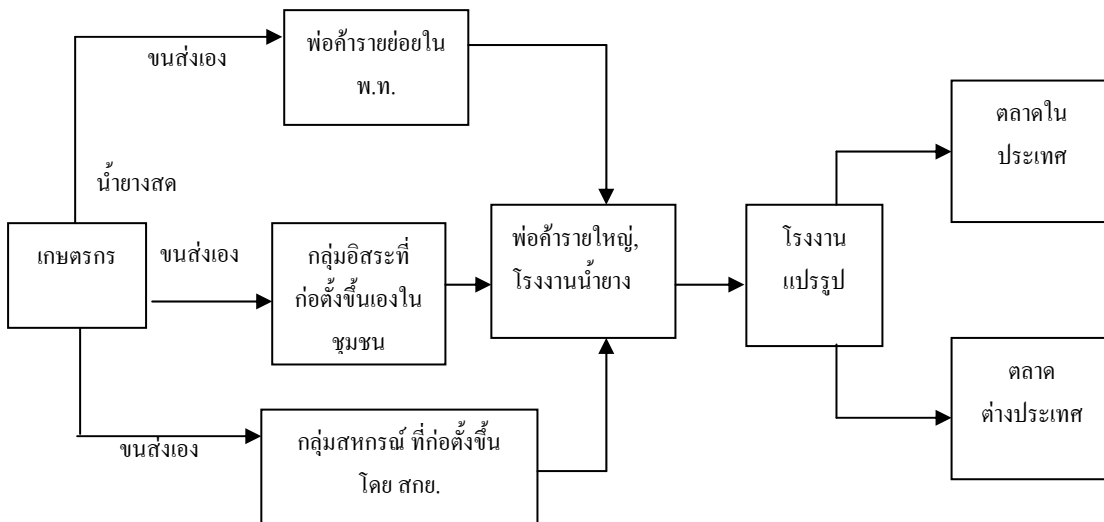 ขนส่งเอง
พ่อค้ารายย่อยใน
พ.ท.
น้ำยางสด
เกษตรกร
ขนส่งเอง
กลุ่มอิสระที่
ก่อตั้งขึ้นเองใน
ชุมชน
ขนส่งเอง
กลุ่มสหกรณ์ ที่ก่อตั้งขึ้น
โดย สกย.
พ่อค้ารายใหญ่,
โรงงานน้ำยาง
โรงงาน
แปรรูป
ตลาดใน
ประเทศ
ตลาด
ต่างประเทศ